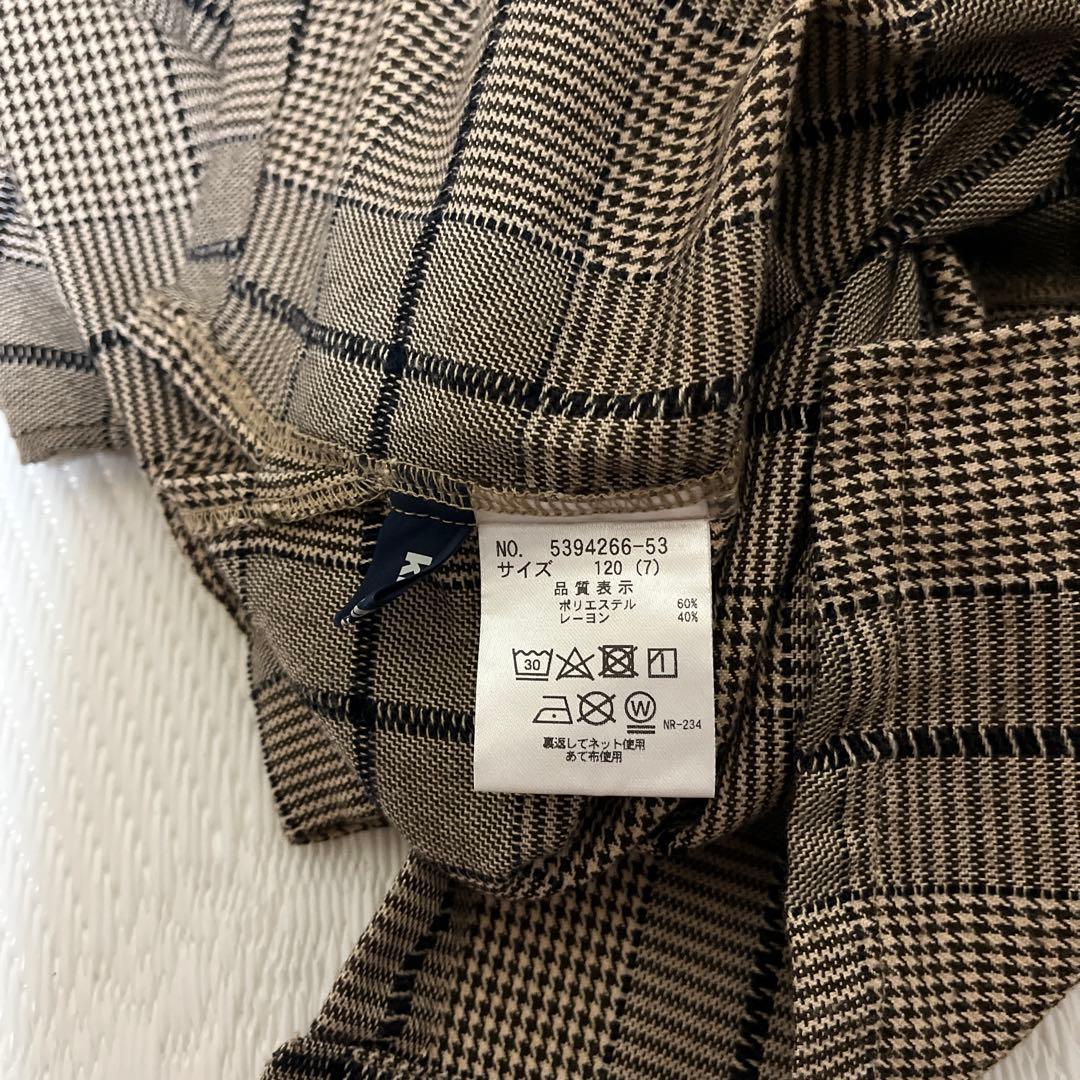 NO. 5394266-53
サイズ 120 (7)
品質表示
ポリエステル 60%
レーヨン 40%
30
W
NR-234
裏返してネット使用
あて布使用